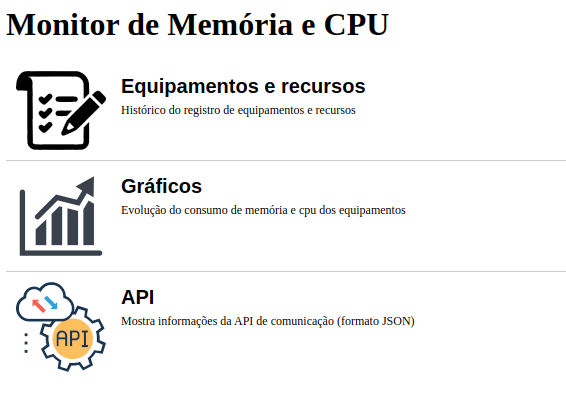 Monitor de Memória e CPU
Equipamentos e recursos
Histórico do registro de equipamentos e recursos
Gráficos
Evolução do consumo de memória e cpu dos equipamentos
API
Mostra informações da API de comunicação (formato JSON)
API